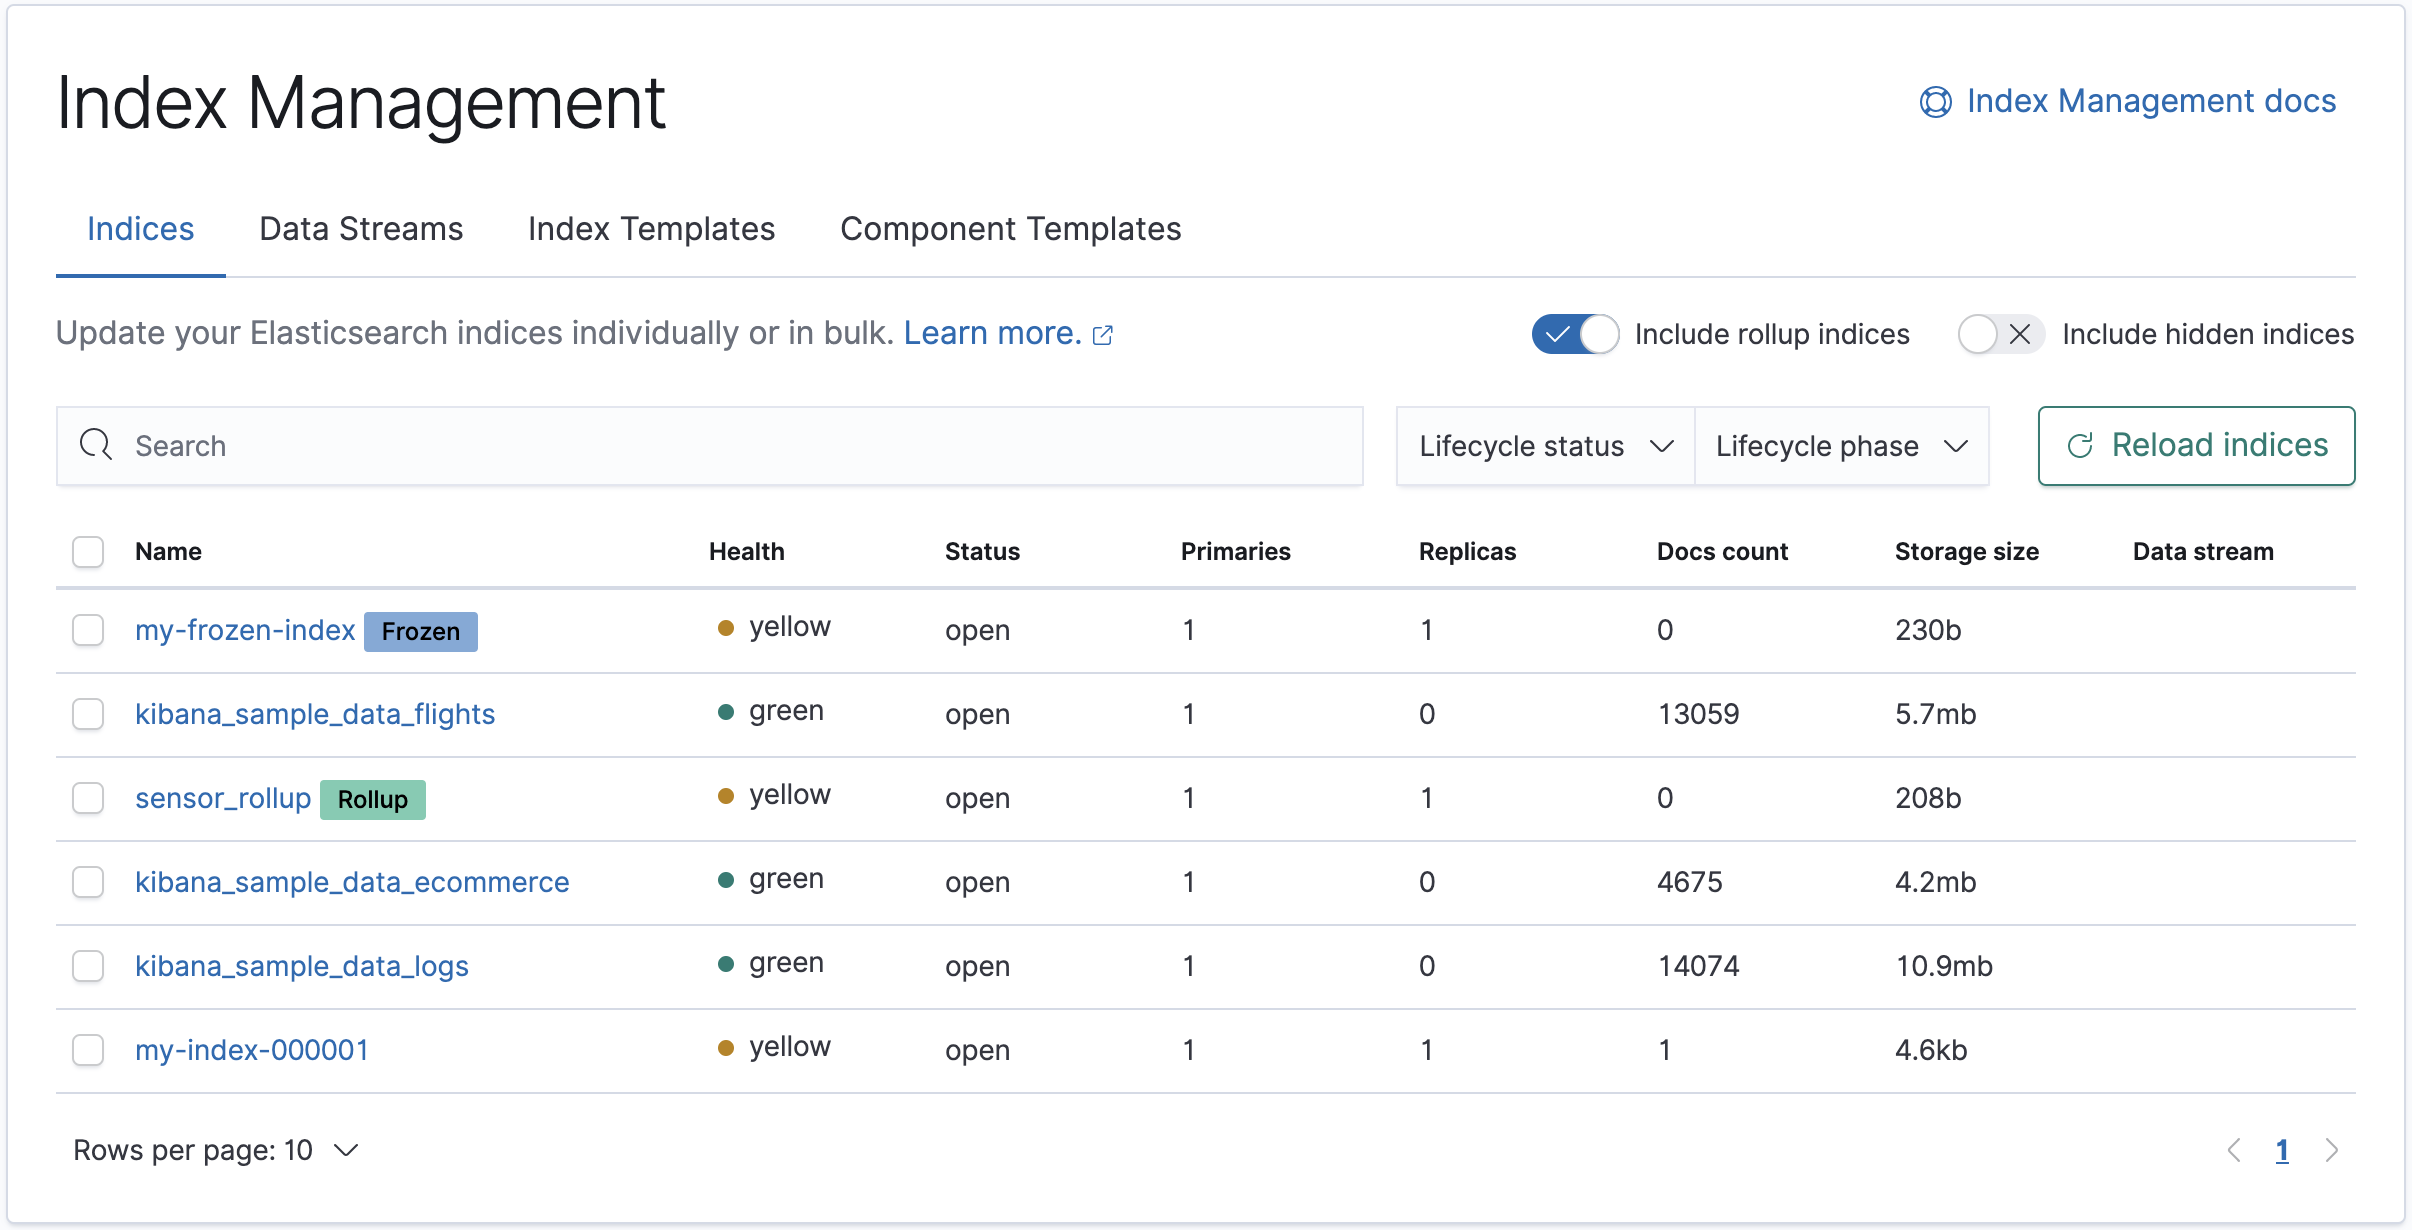 Index Management
Index Management docs
Indices Data Streams Index Templates Component Templates
Update your Elasticsearch indices individually or in bulk. Learn more.
Include rollup indices Include hidden indices
Search Lifecycle status Lifecycle phase Reload indices
Name Health Status Primaries Replicas Docs count Storage size Data stream
my-frozen-index Frozen yellow open 1 1 0 230b
kibana_sample_data_flights green open 1 0 13059 5.7mb
sensor_rollup Rollup yellow open 1 1 0 208b
kibana_sample_data_ecommerce green open 1 0 4675 4.2mb
kibana_sample_data_logs green open 1 0 14074 10.9mb
my-index-000001 yellow open 1 1 1 4.6kb
Rows per page: 10 1